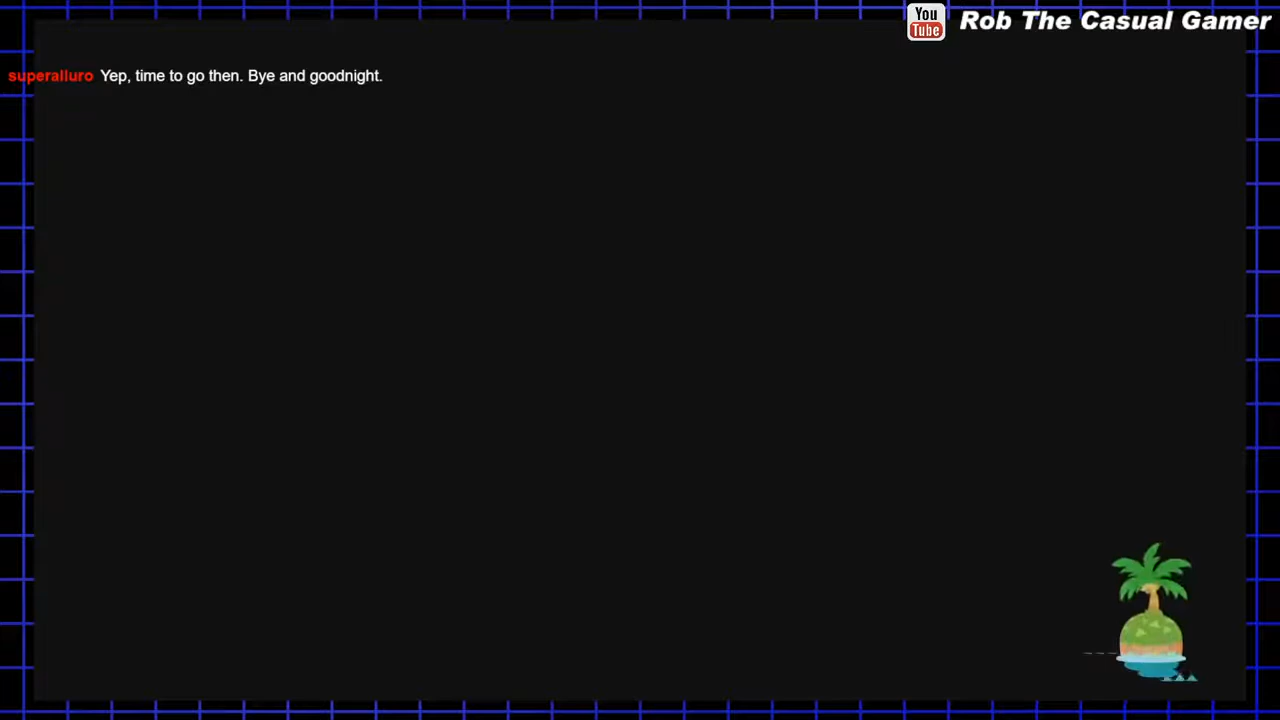 You
Tube
Rob The Casual Gamer
superalluro Yep, time to go then. Bye and goodnight.